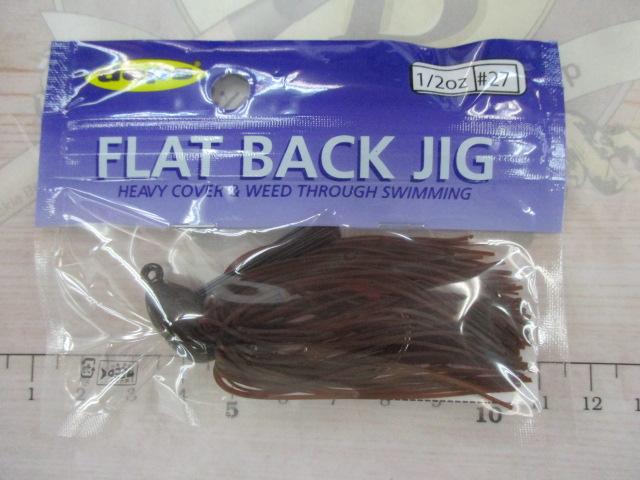 1/2oz #27
FLAT BACK JIG
HEAVY COVER & WEED THROUGH SWIMMING
1 2 3 4 5 10 11 12 13